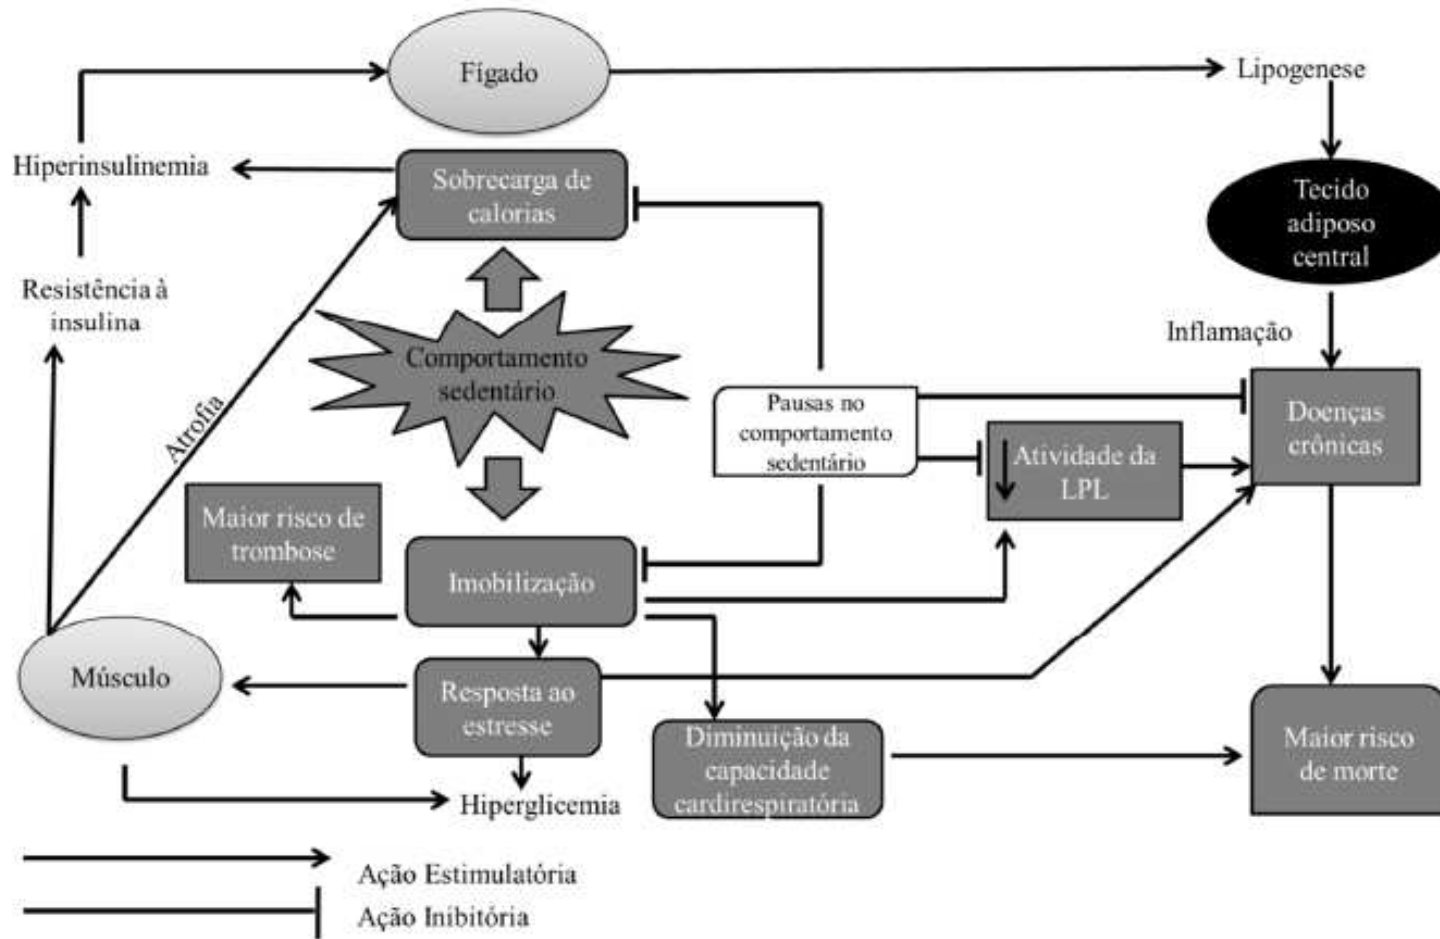 Fígado
Lipogenese
Hiperinsulinemia
Sobrecarga de
calorias
Tecido
adiposo
central
Resistência à
insulina
Inflamação
Comportamento
sedentário
Atrofia
Pausas no
comportamento
sedentário
Doenças
crônicas
Atividade da
LPL
Maior risco de
trombose
Imobilização
Músculo
Resposta ao
estresse
Diminuição da
capacidade
cardirespiratória
Maior risco
de morte
Hiperglicemia
Ação Estimulatória
Ação Inibitória